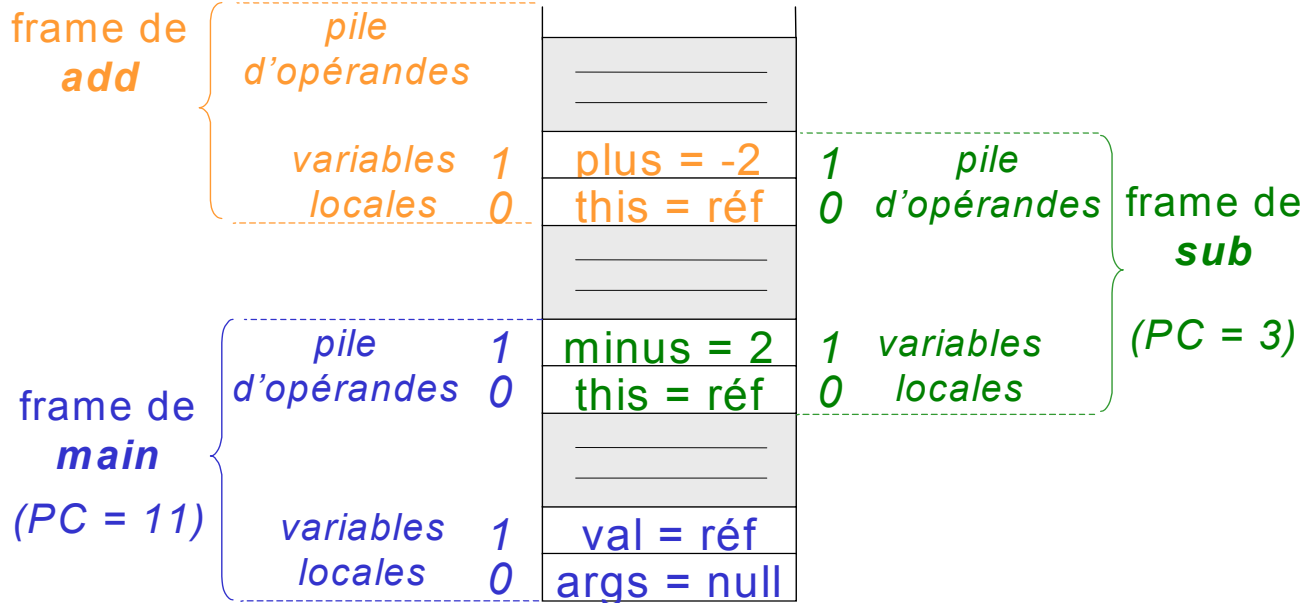 frame de
add
pile
d'opérandes
variables 1
locales 0
plus = -2
this = réf
1 pile
0 d'opérandes
frame de
sub
(PC = 3)
pile 1
d'opérandes 0
minus = 2
this = réf
1 variables
0 locales
frame de
main
(PC = 11)
variables 1
locales 0
val = réf
args = null